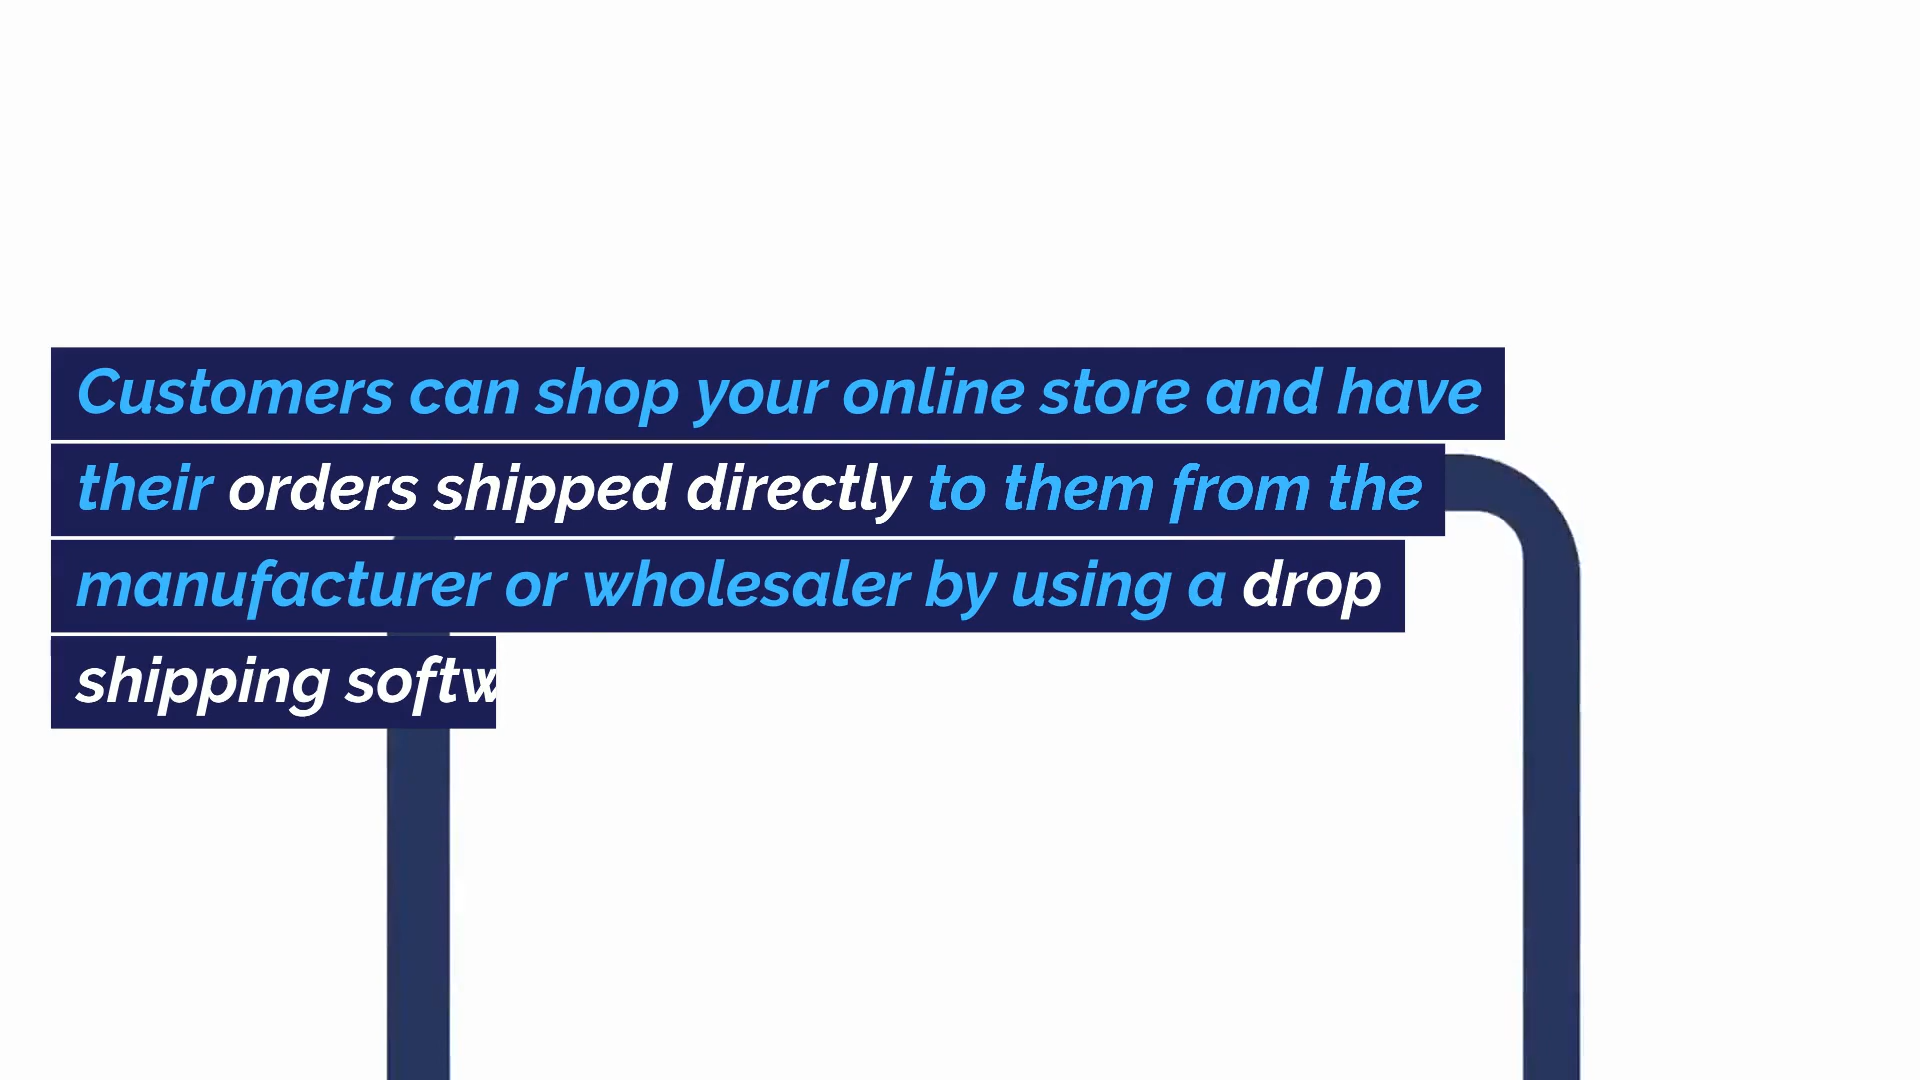 Customers can shop your online store and have
their orders shipped directly to them from the
manufacturer or wholesaler by using a drop
shipping softw